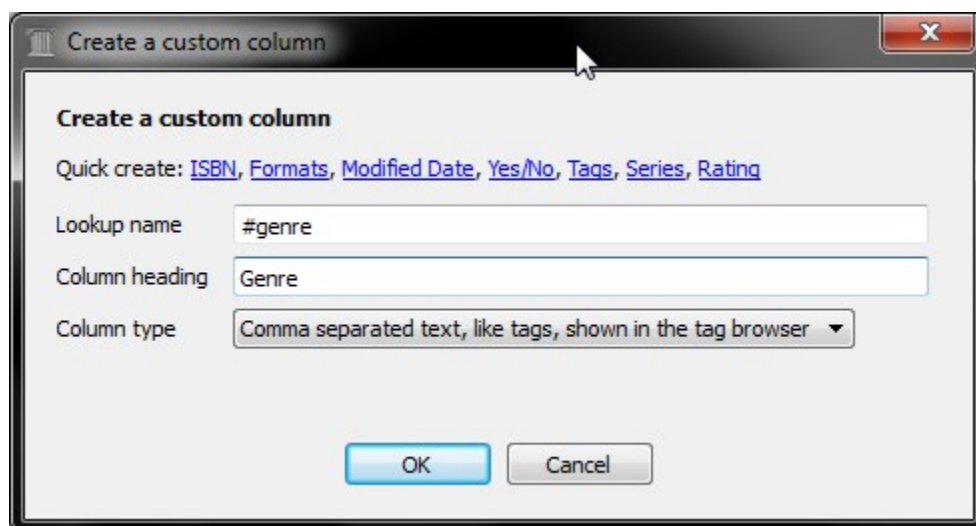 Create a custom column
Create a custom column
Quick create: ISBN, Formats, Modified Date, Yes/No, Tags, Series, Rating
Lookup name #genre
Column heading Genre
Column type Comma separated text, like tags, shown in the tag browser
OK Cancel